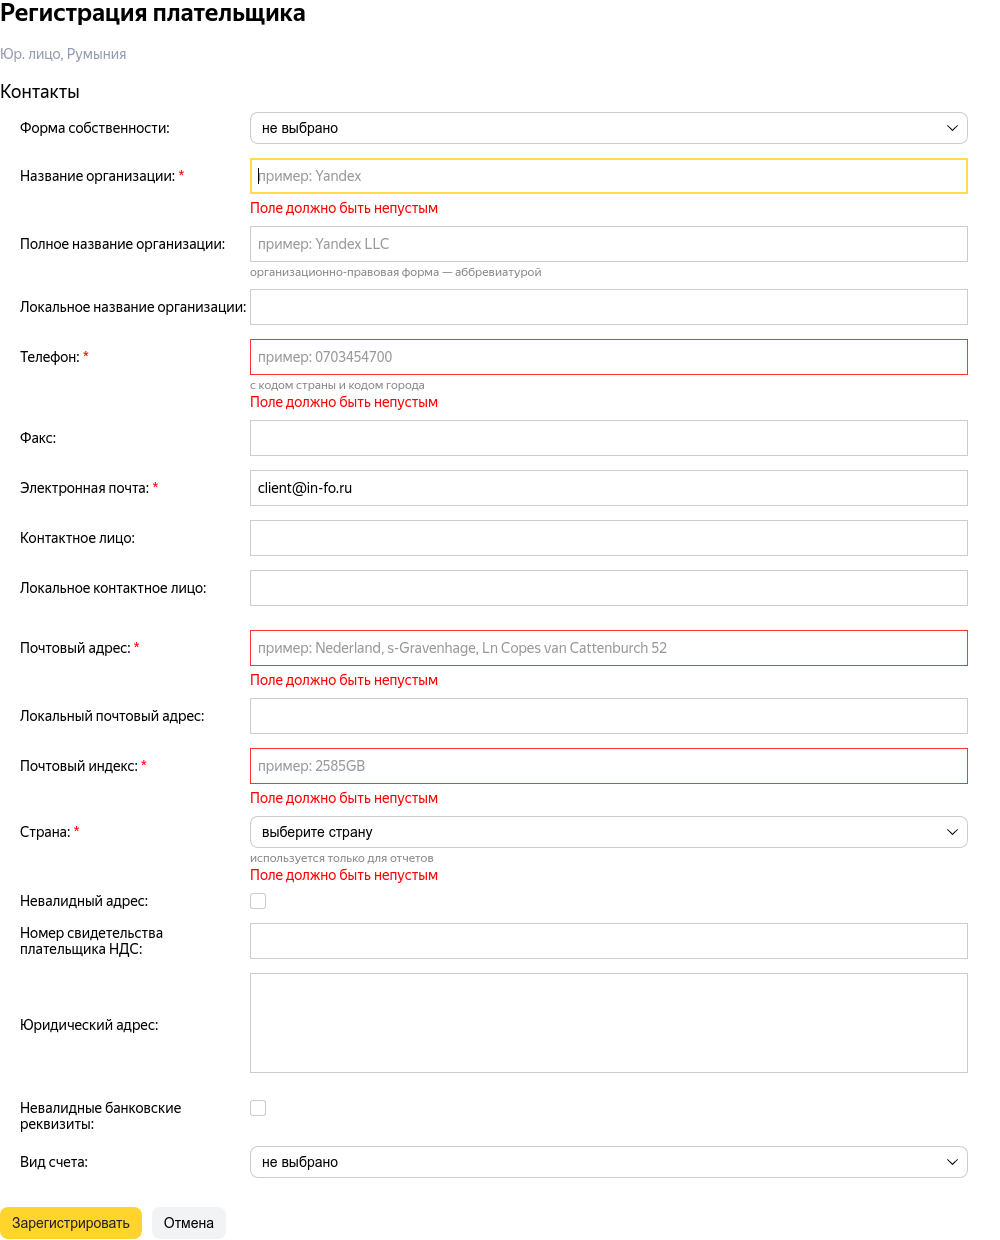 Регистрация плательщика
Юр. лицо, Румыния
Контакты
Форма собственности: не выбрано
Название организации: * пример: Yandex
Поле должно быть непустым
Полное название организации: пример: Yandex LLC
организационно-правовая форма — аббревиатурой
Локальное название организации:
Телефон: * пример: 0703454700
с кодом страны и кодом города
Поле должно быть непустым
Факс:
Электронная почта: * client@in-fo.ru
Контактное лицо:
Локальное контактное лицо:
Почтовый адрес: * пример: Nederland, s-Gravenhage, Ln Copes van Cattenburch 52
Поле должно быть непустым
Локальный почтовый адрес:
Почтовый индекс: * пример: 2585GB
Поле должно быть непустым
Страна: * выберите страну
используется только для отчетов
Поле должно быть непустым
Невалидный адрес:
Номер свидетельства
плательщика НДС:
Юридический адрес:
Невалидные банковские
реквизиты:
Вид счета: не выбрано
Зарегистрировать Отмена